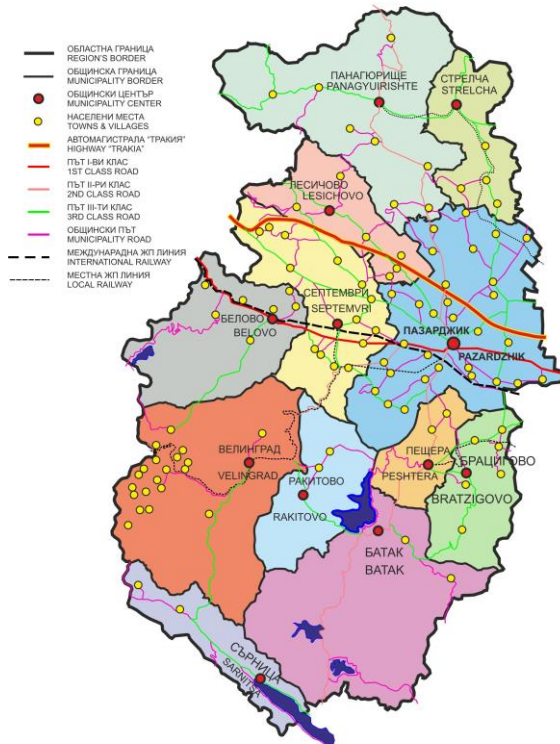 ОБЛАСТНА ГРАНИЦА
REGION'S BORDER
ОБЩИНСКА ГРАНИЦА
MUNICIPALITY BORDER
ОБЩИНСКИ ЦЕНТЪР
MUNICIPALITY CENTER
НАСЕЛЕНИ МЕСТА
TOWNS & VILLAGES
АВТОМАГИСТРАЛА "ТРАКИЯ"
HIGHWAY "TRAKIA"
ПЪТ I-ВИ КЛАС
1ST CLASS ROAD
ПЪТ II-РИ КЛАС
2ND CLASS ROAD
ПЪТ III-ТИ КЛАС
3RD CLASS ROAD
ОБЩИНСКИ ПЪТ
MUNICIPALITY ROAD
МЕЖДУНАРАДНА ЖП ЛИНИЯ
INTERNATIONAL RAILWAY
МЕСТНА ЖП ЛИНИЯ
LOCAL RAILWAY
ПАНАГЮРИЩЕ
PANAGYUIRISHTE
СТРЕЛЧА
STRELCHA
ЛЕСИЧОВО
LESICHOVO
СЕПТЕМВРИ
SEPTEMVRI
БЕЛОВО
BELOVO
ПАЗАРДЖИК
PAZARDZHIK
ВЕЛИНГРАД
VELINGRAD
РАКИТОВО
RAKITOVO
ПЕЩЕРА
PESHTERA
БРАЦИГОВО
BRATZIGOVO
БАТАК
BATAK
СЪРНИЦА
SARNITSA